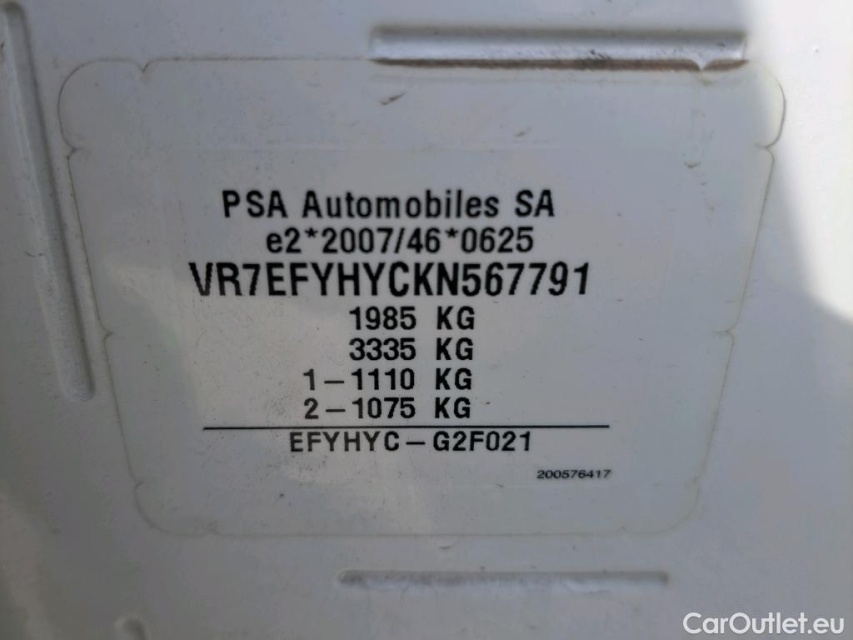 PSA Automobiles SA
e2*2007/46*0625
VR7EFYHYCKN567791
1985 KG
3335 KG
1-1110 KG
2-1075 KG
EFYHYC-G2F021
200576417
CarOutlet.eu